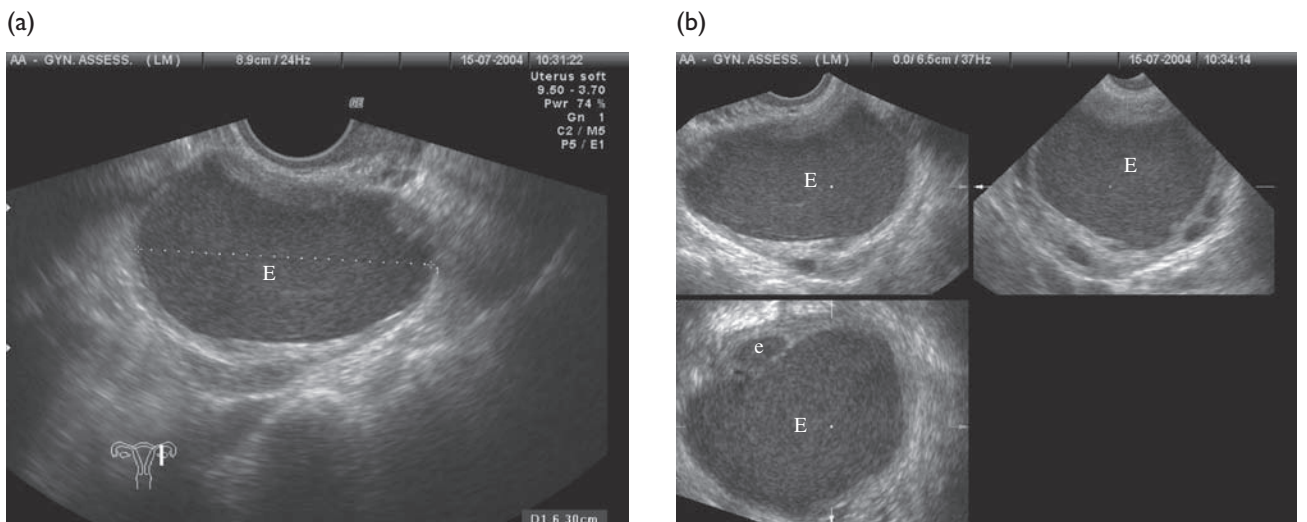 (a)
AA - GYN. ASSESS. ( LM ) 8.9cm / 24Hz 15-07-2004 10:31:22
Uterus soft
9.50 - 3.70
Pwr 74 %
Gn 1
C2 / M5
P5 / E1
E
D1 6.30cm
(b)
AA - GYN. ASSESS. ( LM ) 0.0/ 6.5cm / 37Hz 15-07-2004 10:34:14
E
E
e
E